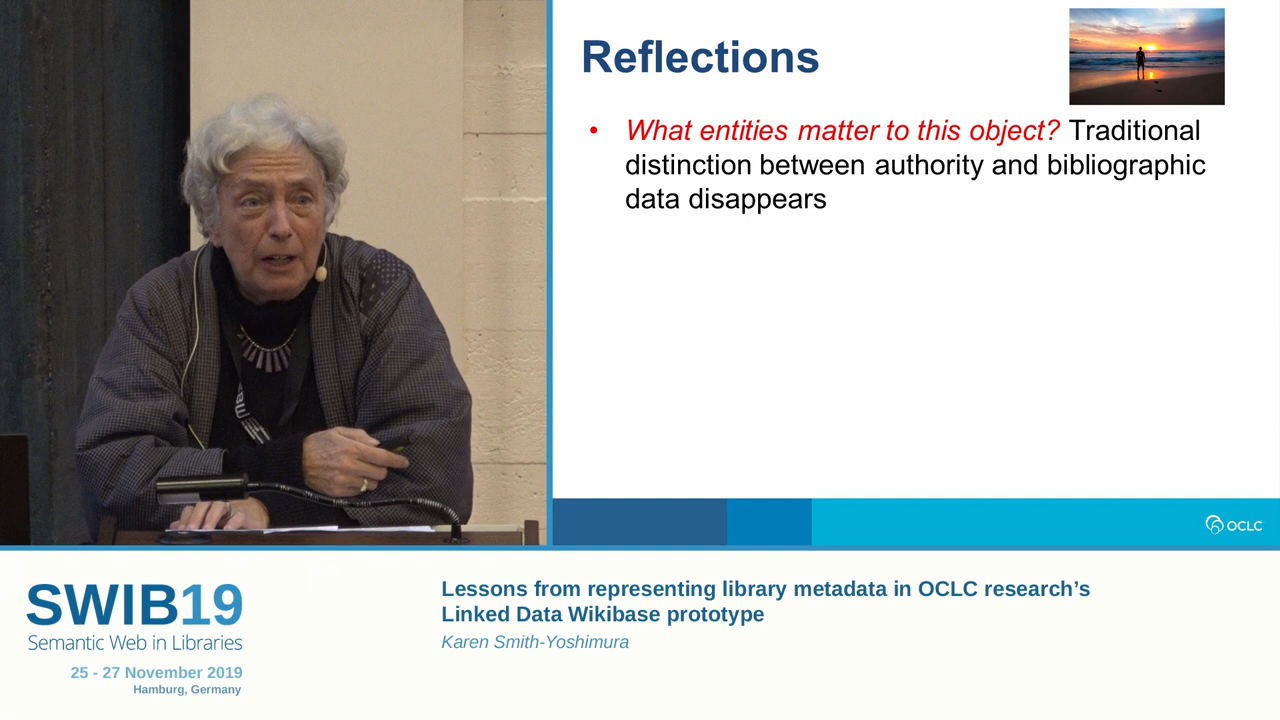 Reflections
• What entities matter to this object? Traditional
distinction between authority and bibliographic
data disappears
OCLC
SWIB19
Semantic Web in Libraries
25 - 27 November 2019
Hamburg, Germany
Lessons from representing library metadata in OCLC research’s
Linked Data Wikibase prototype
Karen Smith-Yoshimura